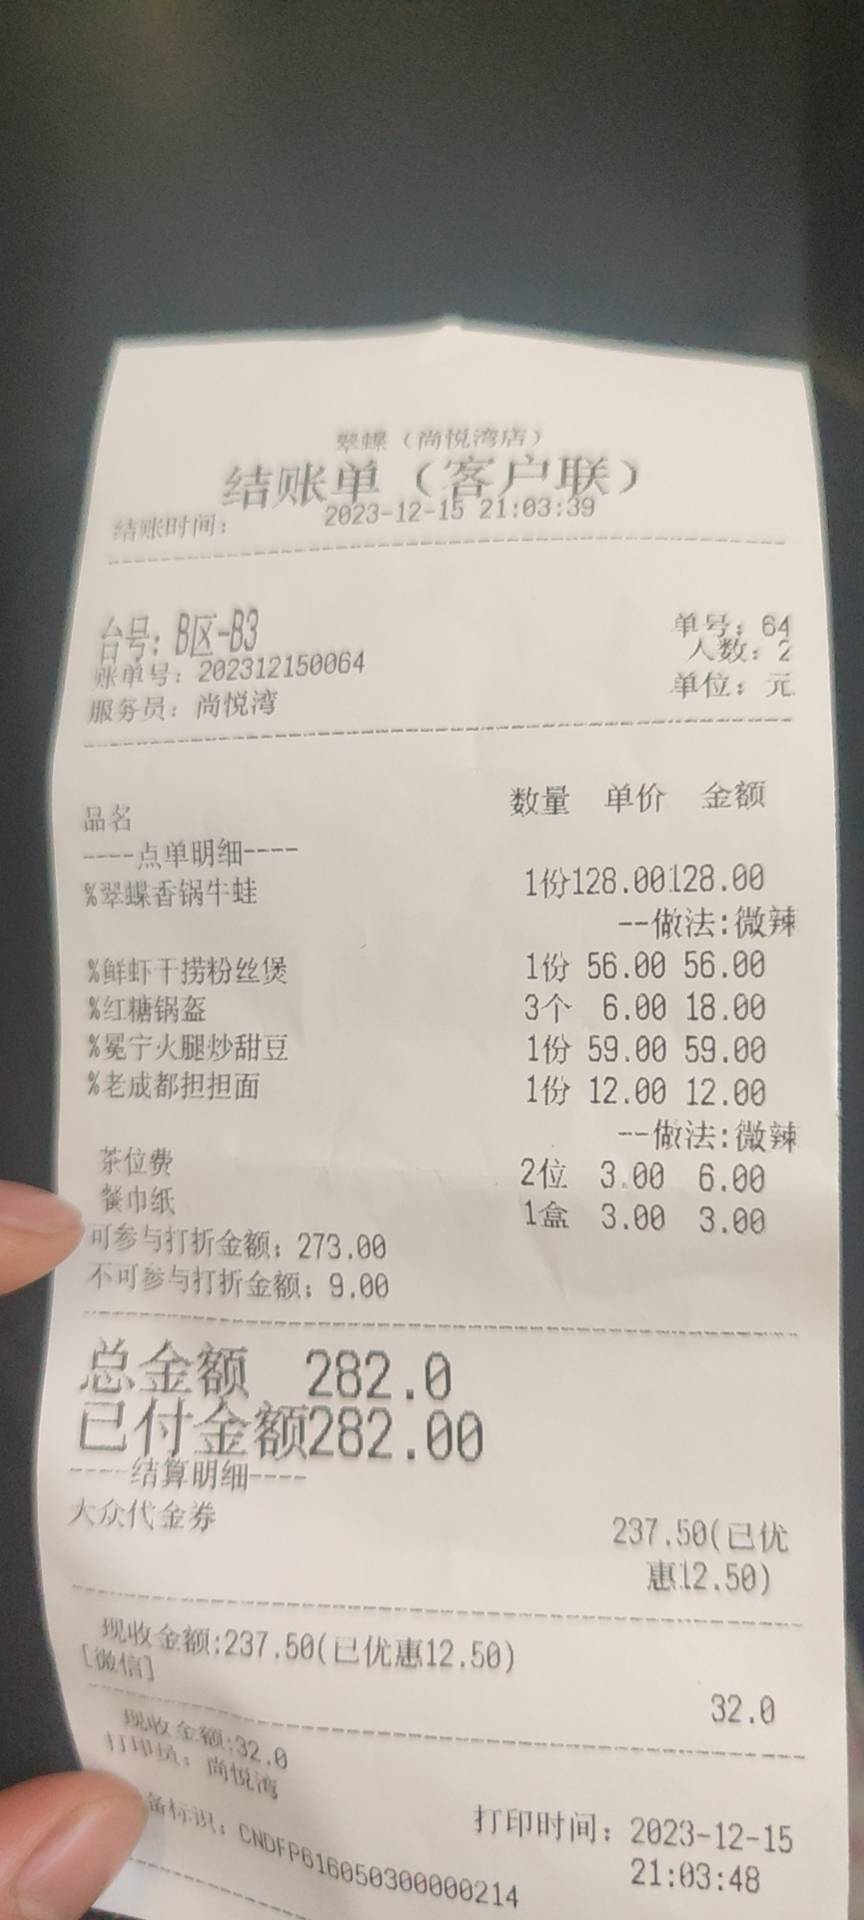 翠蝶（尚悦湾店）
结账单（客户联）
结账时间： 2023-12-15 21:03:39
台号：B区-B3 单号：64
人数：2
账单号：202312150064
单位：元
服务员：尚悦湾
品名 数量 单价 金额
----点单明细----
%翠蝶香锅牛蛙 1份128.00128.00
--做法:微辣
%鲜虾干捞粉丝煲 1份 56.00 56.00
%红糖锅盔 3个 6.00 18.00
%冕宁火腿炒甜豆 1份 59.00 59.00
%老成都担担面 1份 12.00 12.00
--做法:微辣
茶位费 2位 3.00 6.00
餐巾纸 1盒 3.00 3.00
可参与打折金额：273.00
不可参与打折金额：9.00
总金额 282.0
已付金额282.00
----结算明细----
大众代金券 237.50(已优
惠12.50)
现收金额:237.50(已优惠12.50)
[微信] 32.0
现收金额:32.0
打印员：尚悦湾
打印时间：2023-12-15
21:03:48
备标识：CNDFP616050300000214